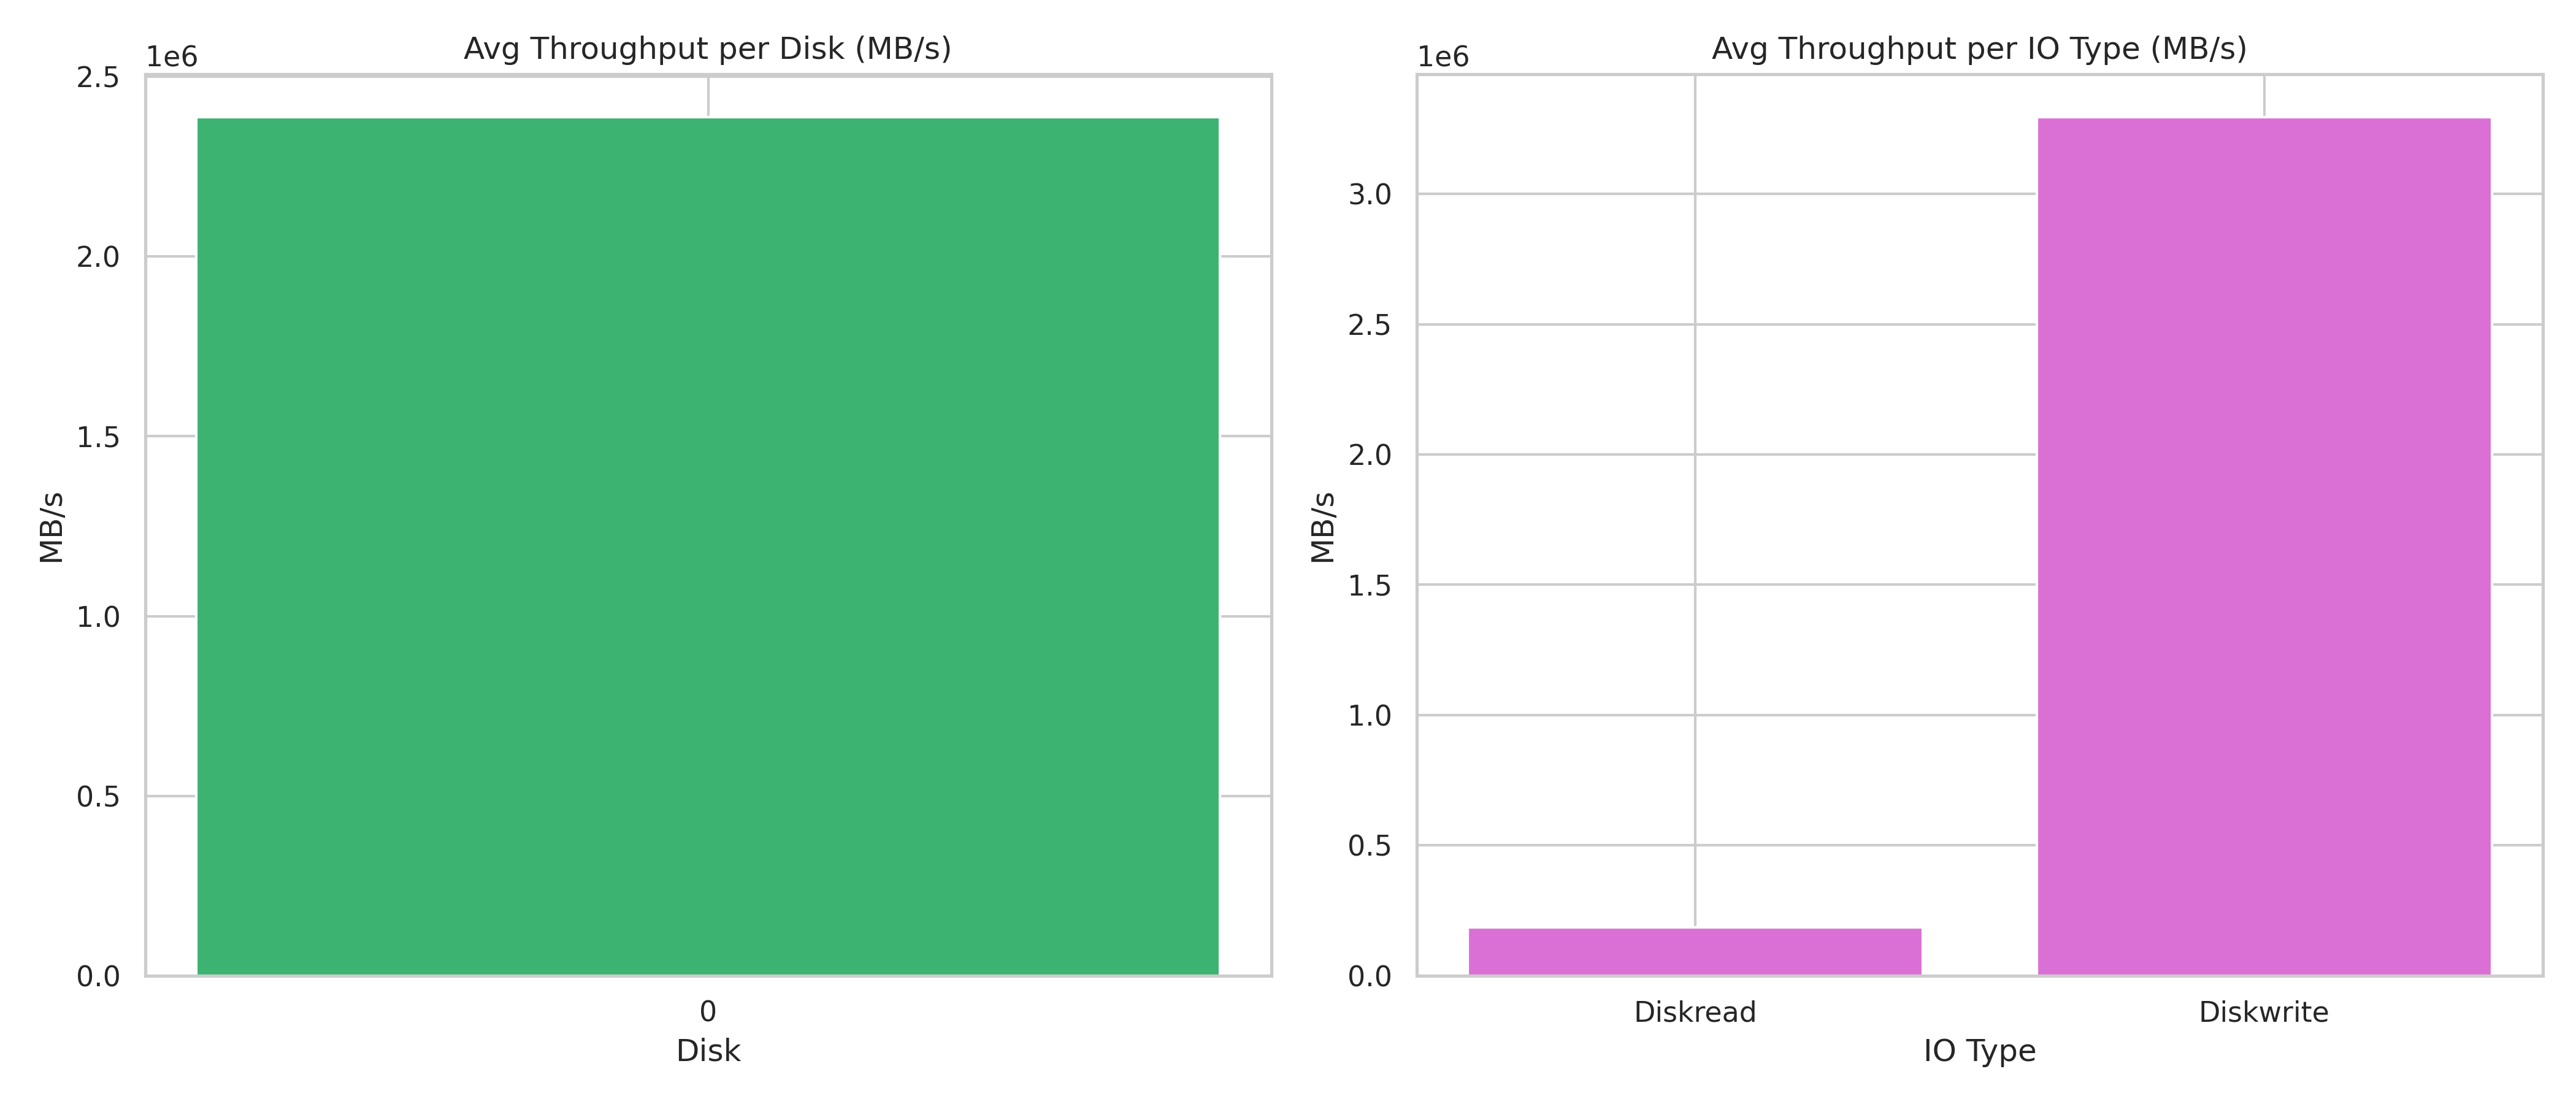 Avg Throughput per Disk (MB/s)
1e6
2.5
2.0
1.5
1.0
0.5
0.0
MB/s
0
Disk
Avg Throughput per IO Type (MB/s)
1e6
3.0
2.5
2.0
1.5
1.0
0.5
0.0
MB/s
Diskread Diskwrite
IO Type